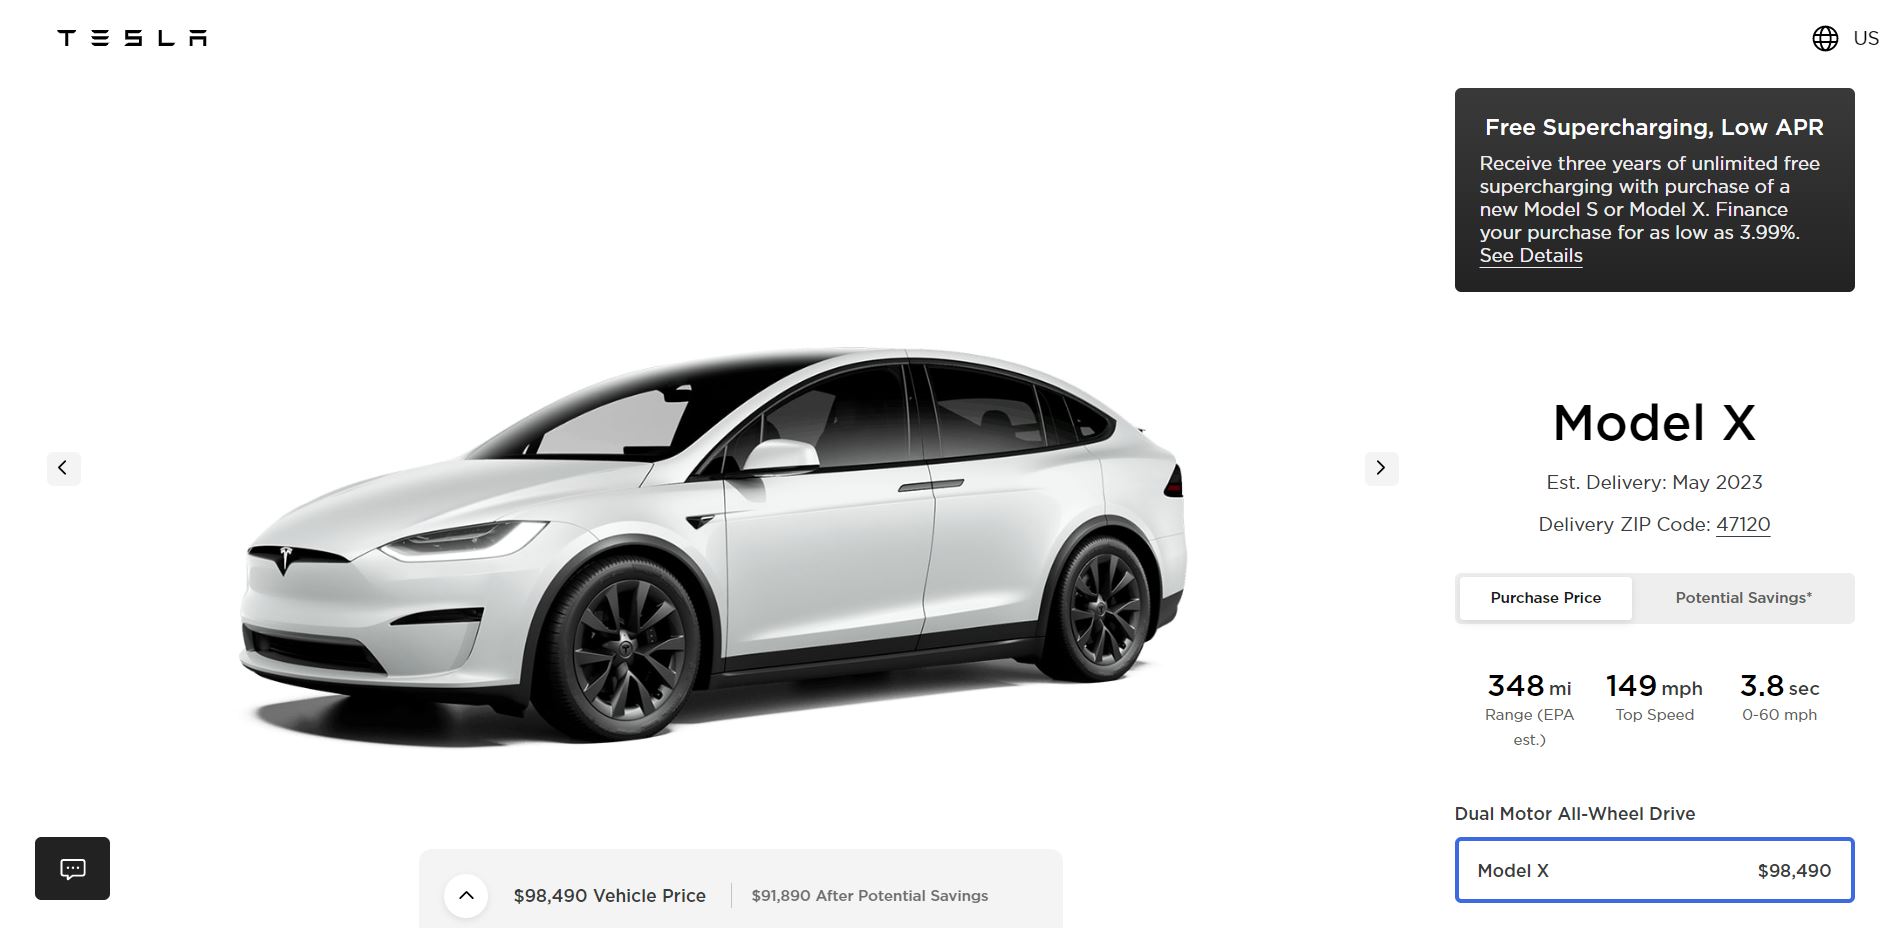 TESLA
US
Free Supercharging, Low APR
Receive three years of unlimited free
supercharging with purchase of a
new Model S or Model X. Finance
your purchase for as low as 3.99%.
See Details
Model X
Est. Delivery: May 2023
Delivery ZIP Code: 47120
Purchase Price Potential Savings*
348 mi 149 mph 3.8 sec
Range (EPA Top Speed 0-60 mph
est.)
Dual Motor All-Wheel Drive
Model X $98,490
$98,490 Vehicle Price $91,890 After Potential Savings